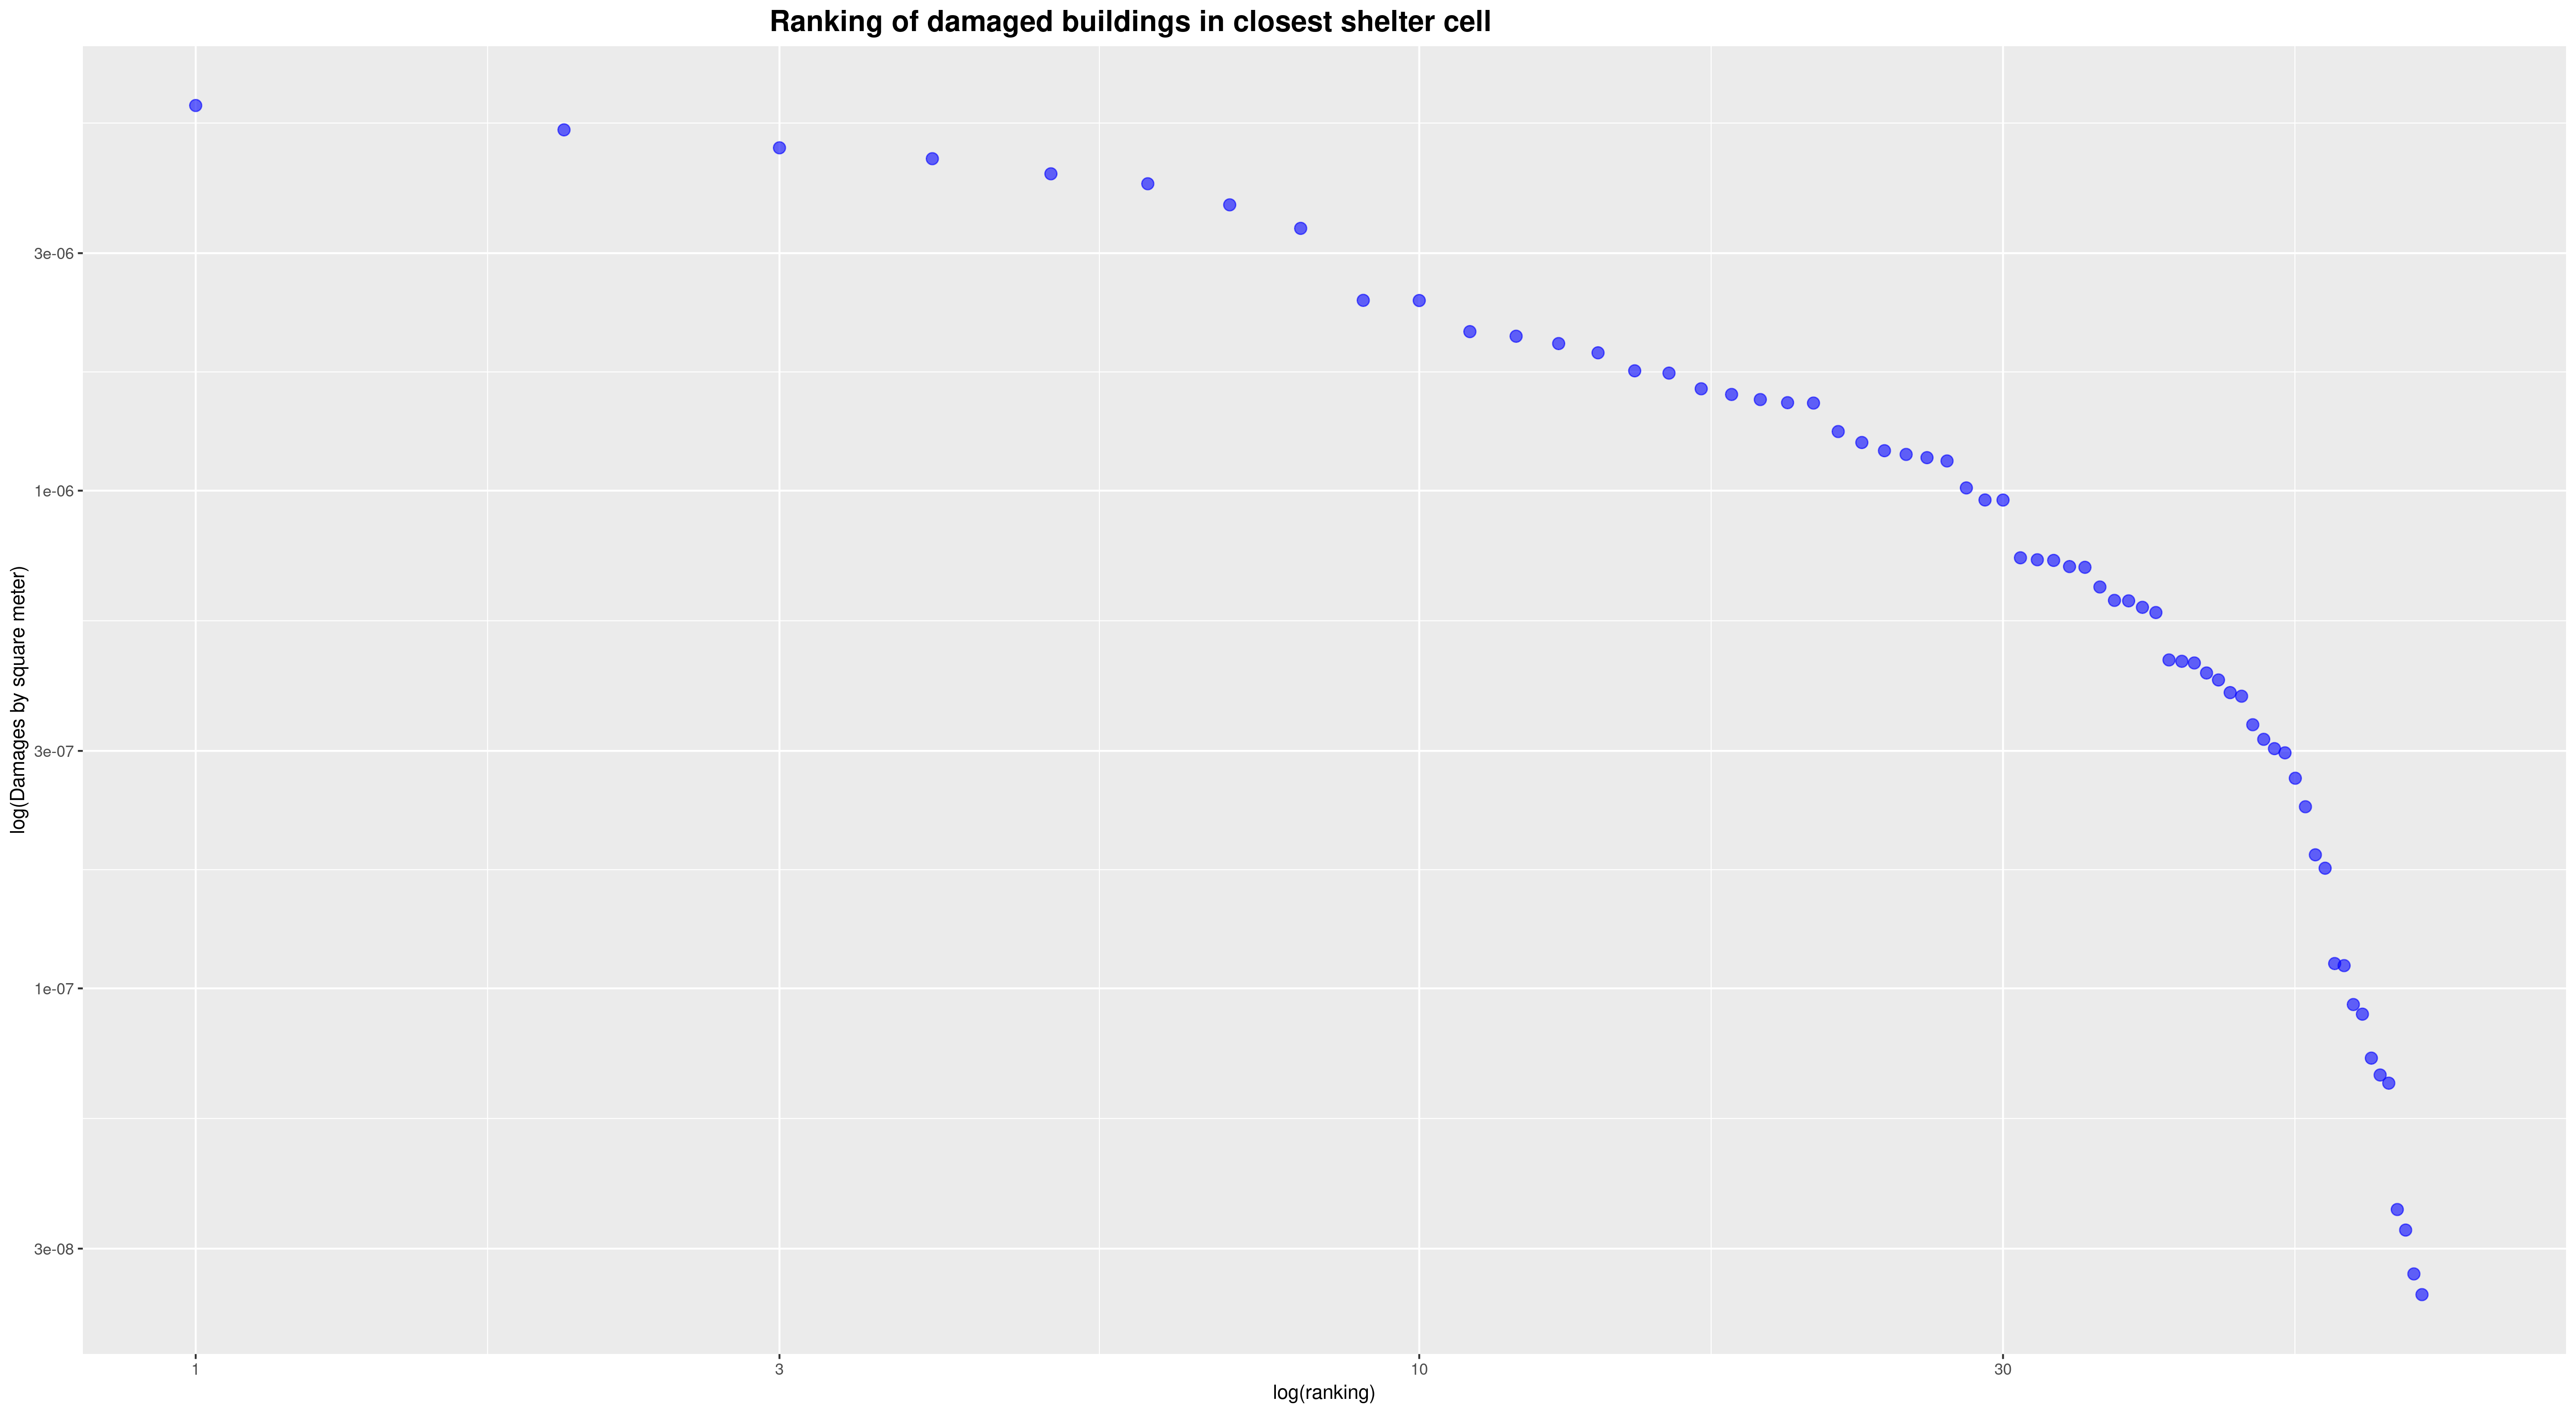 Ranking of damaged buildings in closest shelter cell
log(Damages by square meter)
3e-06
1e-06
3e-07
1e-07
3e-08
1
3
10
30
log(ranking)